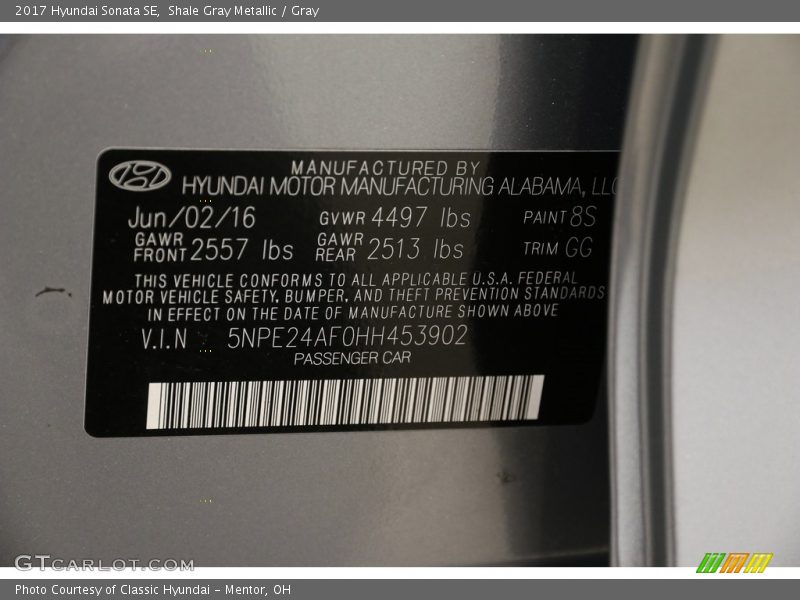 2017 Hyundai Sonata SE,  Shale Gray Metallic / Gray
MANUFACTURED BY
HYUNDAI MOTOR MANUFACTURING ALABAMA, LLC
Jun/02/16 GVWR 4497 lbs PAINT 8S
GAWR FRONT 2557 lbs GAWR REAR 2513 lbs TRIM GG
THIS VEHICLE CONFORMS TO ALL APPLICABLE U.S.A. FEDERAL
MOTOR VEHICLE SAFETY, BUMPER, AND THEFT PREVENTION STANDARDS
IN EFFECT ON THE DATE OF MANUFACTURE SHOWN ABOVE
V.I.N 5NPE24AF0HH453902
PASSENGER CAR
GTcarlot.com
Photo Courtesy of Classic Hyundai - Mentor, OH